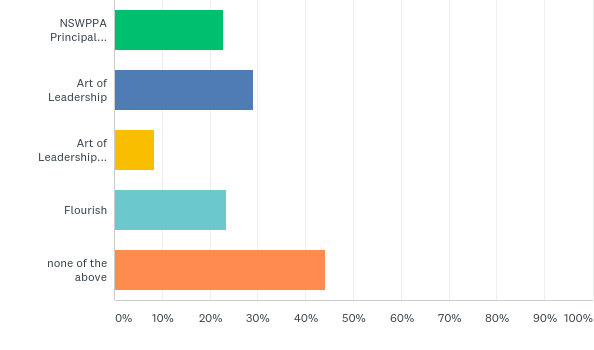 NSWPPA
Principal...
Art of
Leadership
Art of
Leadership...
Flourish
none of the
above
0% 10% 20% 30% 40% 50% 60% 70% 80% 90% 100%